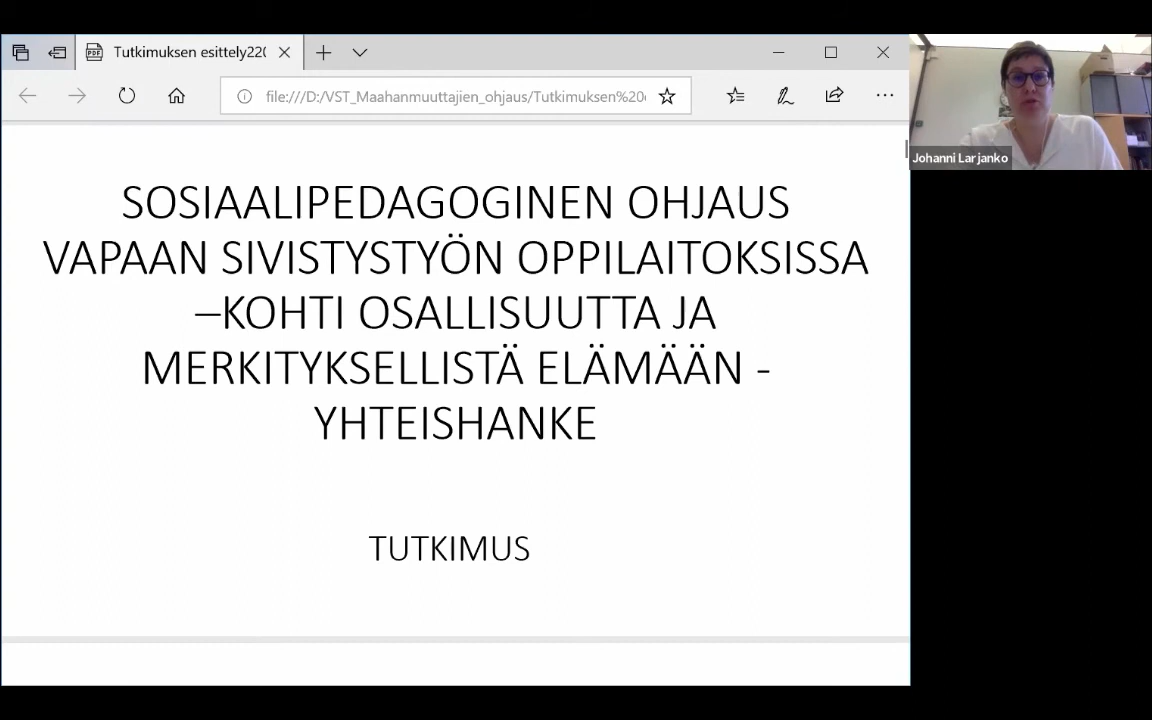 Tutkimuksen esittely220
file:///D:/VST_Maahanmuuttajien_ohjaus/Tutkimuksen%20
Johanni Larjanko
SOSIAALIPEDAGOGINEN OHJAUS
VAPAAN SIVISTYSTYÖN OPPILAITOKSISSA
–KOHTI OSALLISUUTTA JA
MERKITYKSELLISTÄ ELÄMÄÄN -
YHTEISHANKE
TUTKIMUS